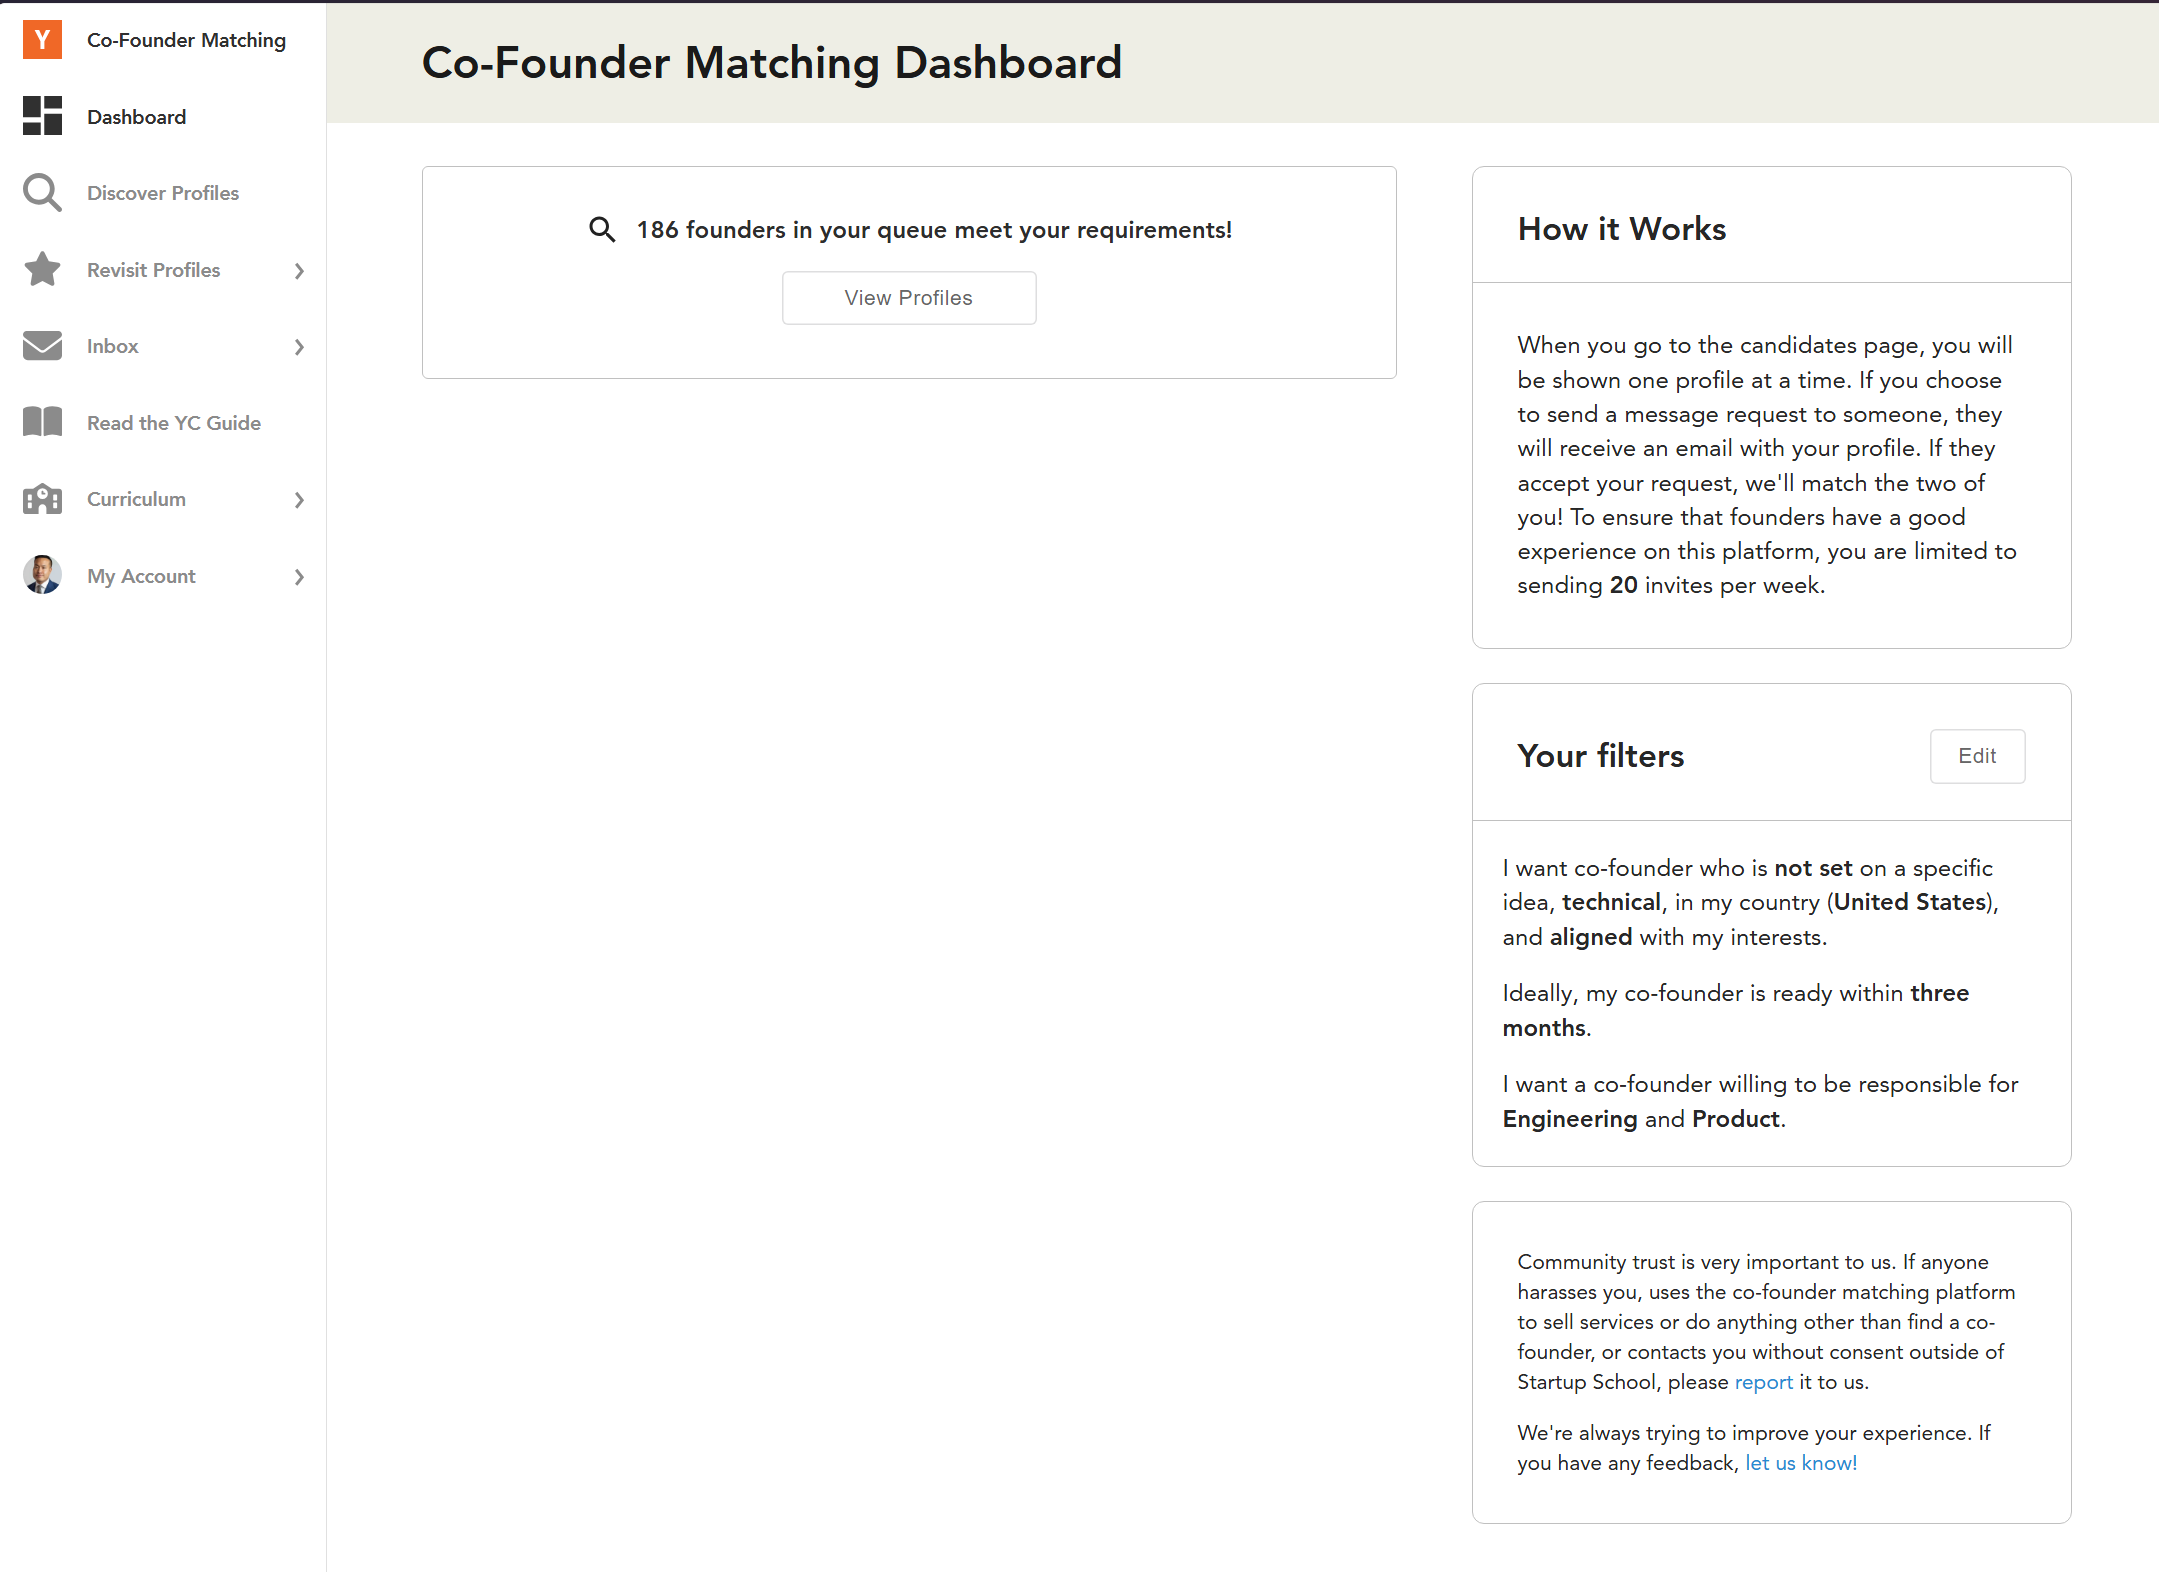 Y
Co-Founder Matching
Dashboard
Discover Profiles
Revisit Profiles
Inbox
Read the YC Guide
Curriculum
My Account
Co-Founder Matching Dashboard
186 founders in your queue meet your requirements!
View Profiles
How it Works
When you go to the candidates page, you will
be shown one profile at a time. If you choose
to send a message request to someone, they
will receive an email with your profile. If they
accept your request, we'll match the two of
you! To ensure that founders have a good
experience on this platform, you are limited to
sending 20 invites per week.
Your filters
Edit
I want co-founder who is not set on a specific
idea, technical, in my country (United States),
and aligned with my interests.
Ideally, my co-founder is ready within three
months.
I want a co-founder willing to be responsible for
Engineering and Product.
Community trust is very important to us. If anyone
harasses you, uses the co-founder matching platform
to sell services or do anything other than find a co-
founder, or contacts you without consent outside of
Startup School, please report it to us.
We're always trying to improve your experience. If
you have any feedback, let us know!